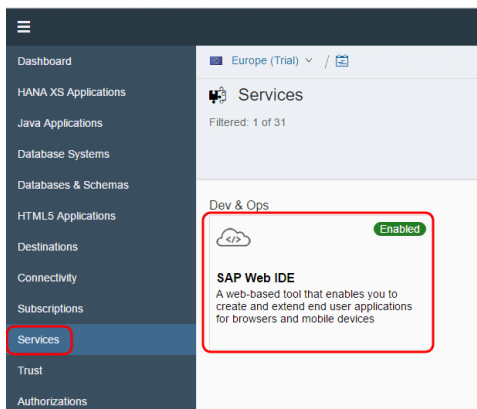 Dashboard
HANA XS Applications
Java Applications
Database Systems
Databases & Schemas
HTML5 Applications
Destinations
Connectivity
Subscriptions
Services
Trust
Authorizations
Europe (Trial) /
Services
Filtered: 1 of 31
Dev & Ops
Enabled
SAP Web IDE
A web-based tool that enables you to
create and extend end user applications
for browsers and mobile devices